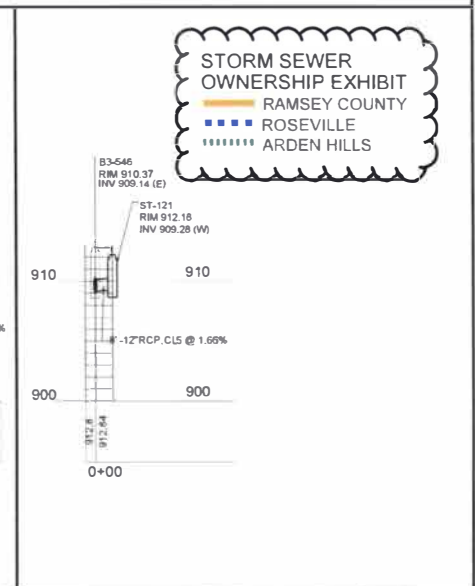 STORM SEWER
OWNERSHIP EXHIBIT
RAMSEY COUNTY
ROSEVILLE
ARDEN HILLS
B3-546
RIM 910.37
INV 909.14 (E)
ST-121
RIM 912.16
INV 909.28 (W)
910
910
%
-12"RCP,CL5 @ 1.66%
900
900
912.8
912.64
0+00